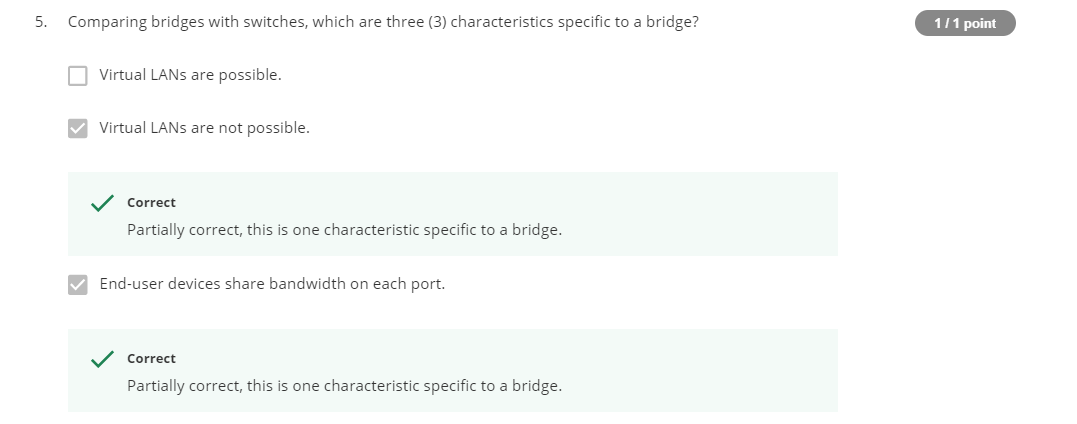 5. Comparing bridges with switches, which are three (3) characteristics specific to a bridge?
1 / 1 point
Virtual LANs are possible.
Virtual LANs are not possible.
Correct
Partially correct, this is one characteristic specific to a bridge.
End-user devices share bandwidth on each port.
Correct
Partially correct, this is one characteristic specific to a bridge.